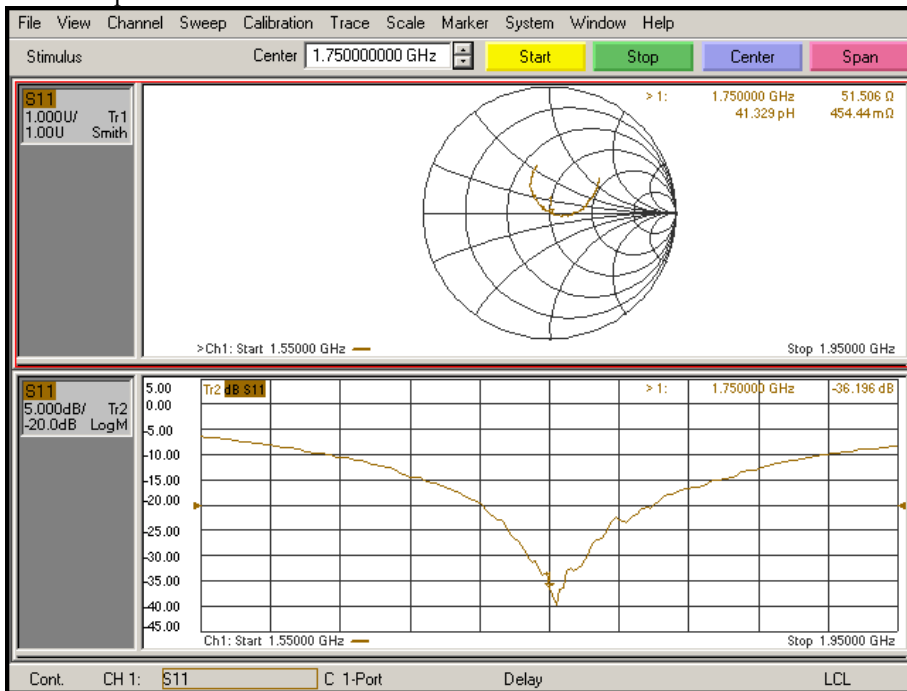 File View Channel Sweep Calibration Trace Scale Marker System Window Help
Stimulus Center 1.750000000 GHz Start Stop Center Span
S11
1.000U/ Tr1
1.00U Smith
> 1: 1.750000 GHz 51.506 Ω
41.329 pH 454.44 mΩ
>Ch1: Start 1.55000 GHz Stop 1.95000 GHz
S11
5.000dB/ Tr2
-20.0dB LogM
5.00
0.00
-5.00
-10.00
-15.00
-20.00
-25.00
-30.00
-35.00
-40.00
-45.00
Tr2 dB S11
> 1: 1.750000 GHz -36.196 dB
Ch1: Start 1.55000 GHz Stop 1.95000 GHz
Cont. CH 1: S11 C 1-Port Delay LCL